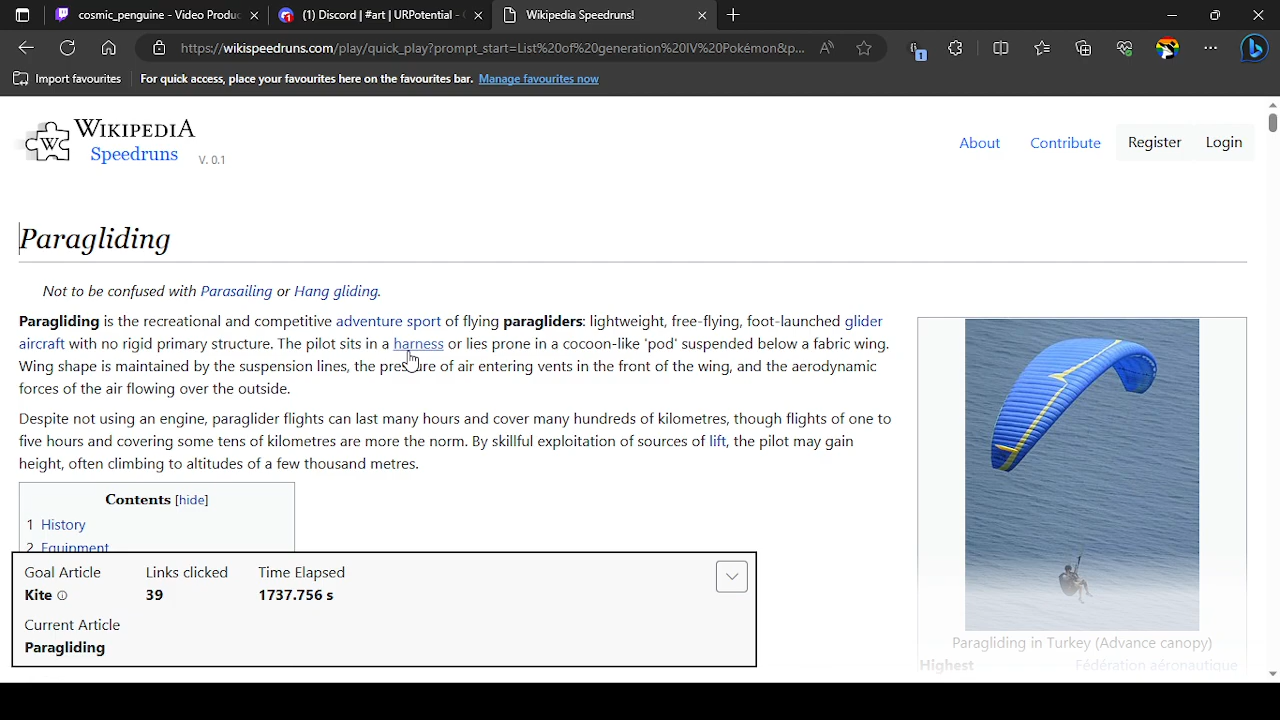 cosmic_penguine - Video Produc
(1) Discord | #art | URPotential -
Wikipedia Speedruns!
https://wikispeedruns.com/play/quick_play?prompt_start=List%20of%20generation%20IV%20Pokémon&p...
1
Import favourites
For quick access, place your favourites here on the favourites bar. Manage favourites now
WIKIPEDIA
Speedruns V. 0.1
About Contribute Register Login
Paragliding
Not to be confused with Parasailing or Hang gliding.
Paragliding is the recreational and competitive adventure sport of flying paragliders: lightweight, free-flying, foot-launched glider
aircraft with no rigid primary structure. The pilot sits in a harness or lies prone in a cocoon-like 'pod' suspended below a fabric wing.
Wing shape is maintained by the suspension lines, the pressure of air entering vents in the front of the wing, and the aerodynamic
forces of the air flowing over the outside.
Despite not using an engine, paraglider flights can last many hours and cover many hundreds of kilometres, though flights of one to
five hours and covering some tens of kilometres are more the norm. By skillful exploitation of sources of lift, the pilot may gain
height, often climbing to altitudes of a few thousand metres.
Contents [hide]
1 History
2 Equipment
Goal Article Links clicked Time Elapsed
Kite 39 1737.756 s
Current Article
Paragliding
Paragliding in Turkey (Advance canopy)
Highest Fédération aéronautique